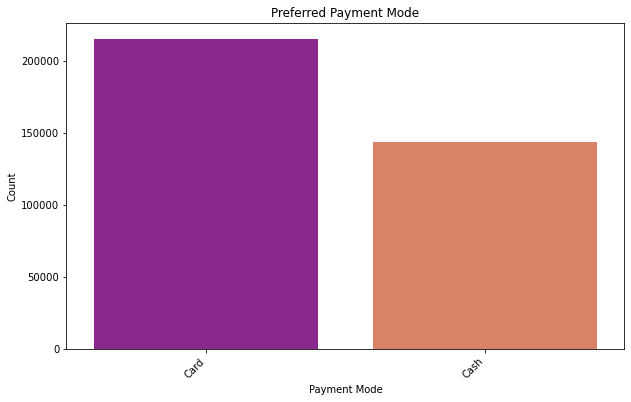 Preferred Payment Mode
Count
200000
150000
100000
50000
0
Card
Cash
Payment Mode